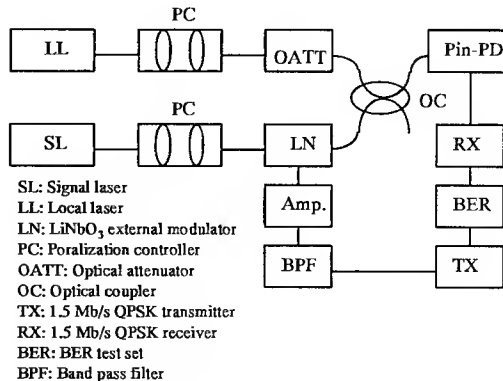 PC
LL
OATT
Pin-PD
OC
PC
SL
LN
RX
Amp.
BER
BPF
TX
SL: Signal laser
LL: Local laser
LN: LiNbO₃ external modulator
PC: Poralization controller
OATT: Optical attenuator
OC: Optical coupler
TX: 1.5 Mb/s QPSK transmitter
RX: 1.5 Mb/s QPSK receiver
BER: BER test set
BPF: Band pass filter